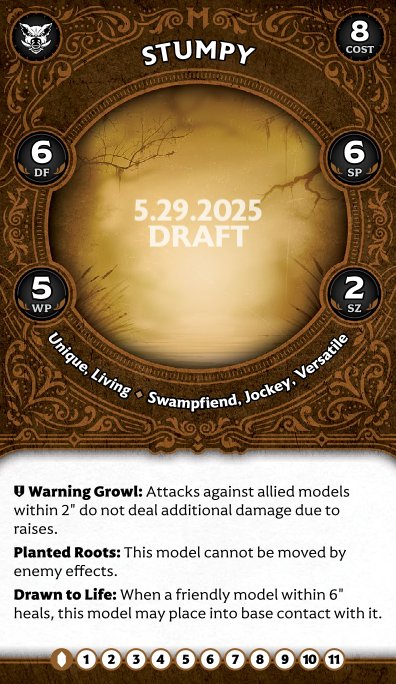 M
STUMPY
8
COST
6
DF
6
SP
5.29.2025
DRAFT
5
WP
2
SZ
Unique, Living ◆ Swampfiend, Jockey, Versatile
Warning Growl: Attacks against allied models
within 2" do not deal additional damage due to
raises.
Planted Roots: This model cannot be moved by
enemy effects.
Drawn to Life: When a friendly model within 6"
heals, this model may place into base contact with it.
1 2 3 4 5 6 7 8 9 10 11